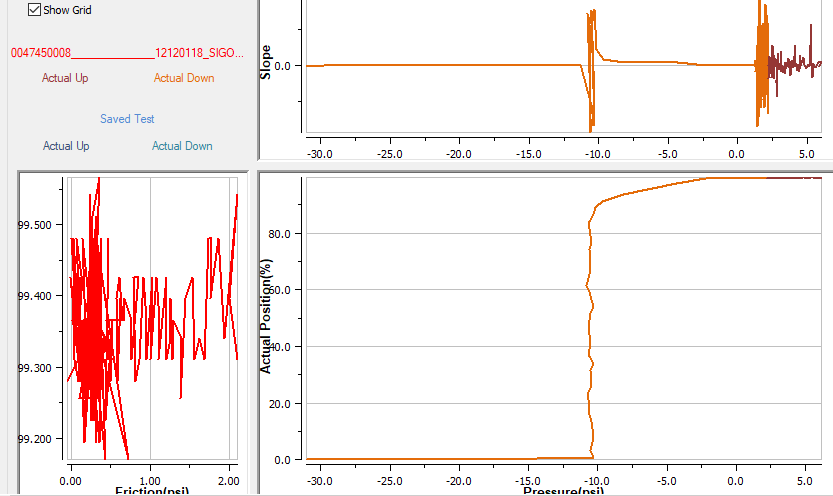 Show Grid
0047450008______________12120118_SIGO...
Actual Up Actual Down
Saved Test
Actual Up Actual Down
Slope
0.0
-30.0 -25.0 -20.0 -15.0 -10.0 -5.0 0.0 5.0
99.500
99.400
99.300
99.200
0.00 1.00 2.00
Friction(psi)
Actual Position(%)
80.0
60.0
40.0
20.0
0.0
-30.0 -25.0 -20.0 -15.0 -10.0 -5.0 0.0 5.0
Pressure(psi)